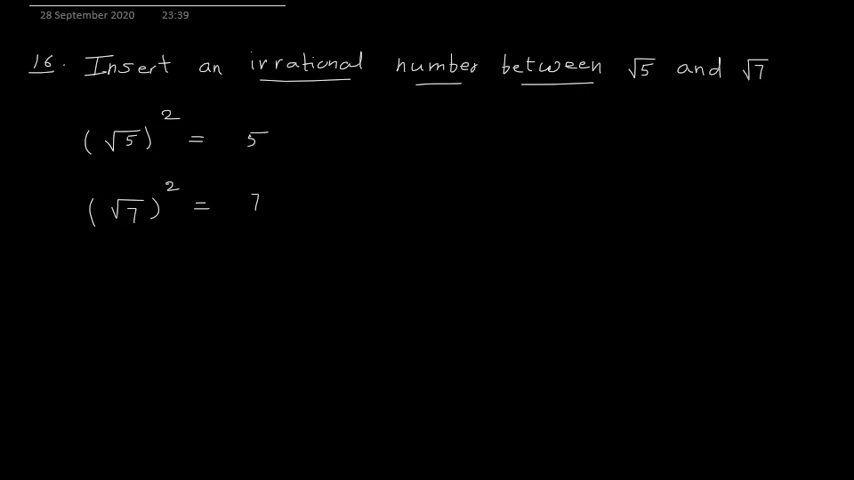 28 September 2020 23:39
16. Insert an irrational number between √5 and √7
(√5)² = 5
(√7)² = 7